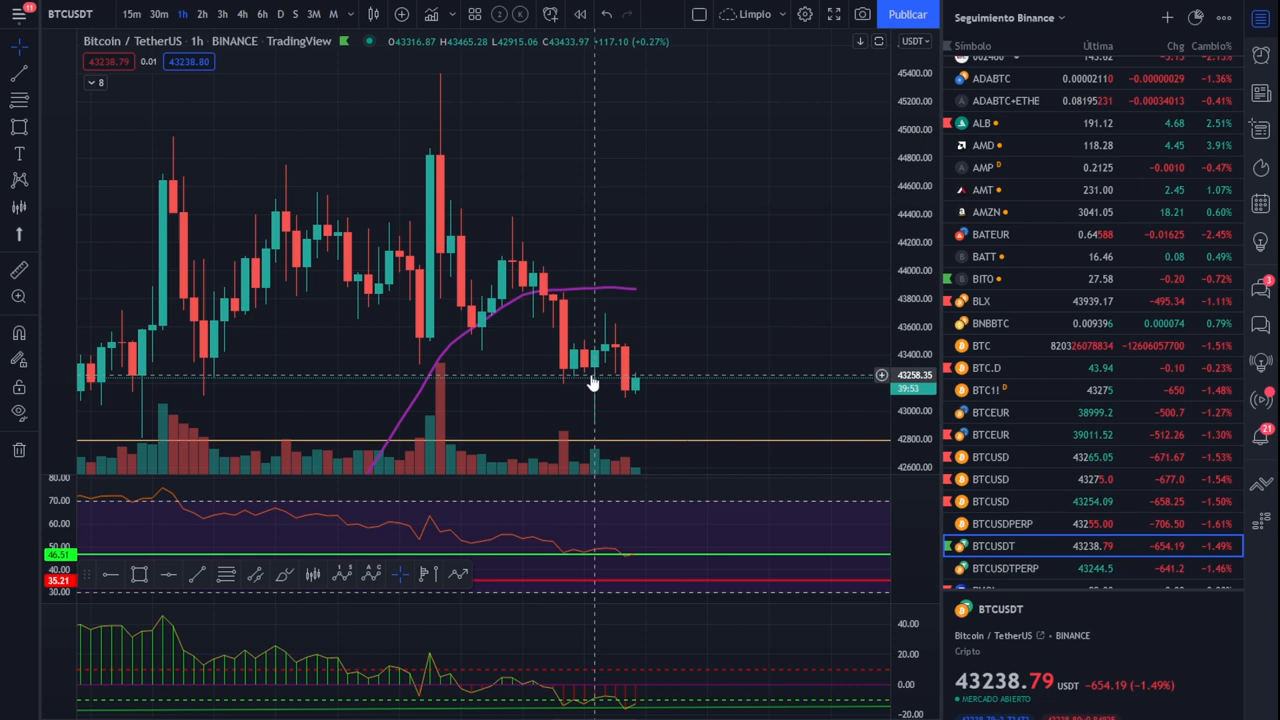 11
BTCUSDT
15m 30m 1h 2h 3h 4h 6h D S 3M M
2 K
Limpio
Publicar
Bitcoin / TetherUS · 1h · BINANCE · TradingView
O43316.87 H43465.28 L42915.06 C43433.97 +117.10 (+0.27%)
USDT
43238.79 0.01 43238.80
8
45400.00
45200.00
45000.00
44800.00
44600.00
44400.00
44200.00
44000.00
43800.00
43600.00
43400.00
43258.35
39:53
43000.00
42800.00
42600.00
80.00
70.00
60.00
50.00
46.51
40.00
35.21
30.00
40.00
20.00
0.00
-20.00
Seguimiento Binance
Símbolo Última Chg Cambio%
ADABTC 0.00002110 -0.00000029 -1.36%
ADABTC+ETHE 0.08195231 -0.00034013 -0.41%
ALB 191.12 4.68 2.51%
AMD 118.28 4.45 3.91%
AMP D 0.2125 -0.0010 -0.47%
AMT 231.00 2.45 1.07%
AMZN 3041.05 18.21 0.60%
BATEUR 0.64588 -0.01625 -2.45%
BATT 16.46 0.08 0.49%
BITO 27.58 -0.20 -0.72%
BLX 43939.17 -495.34 -1.11%
BNBBTC 0.009396 0.000074 0.79%
BTC 820326078834 -12606057700 -1.51%
BTC.D 43.94 -0.10 -0.23%
BTC1! D 43275 -650 -1.48%
BTCEUR 38999.2 -500.7 -1.27%
BTCEUR 39011.52 -512.26 -1.30%
BTCUSD 43265.05 -671.67 -1.53%
BTCUSD 43275.0 -677.0 -1.54%
BTCUSD 43254.09 -658.25 -1.50%
BTCUSDPERP 43255.00 -706.50 -1.61%
BTCUSDT 43238.79 -654.19 -1.49%
BTCUSDTPERP 43244.5 -641.2 -1.46%
BTCUSDT
Bitcoin / TetherUS · BINANCE
Cripto
43238.79 USDT -654.19 (-1.49%)
MERCADO ABIERTO
3
21